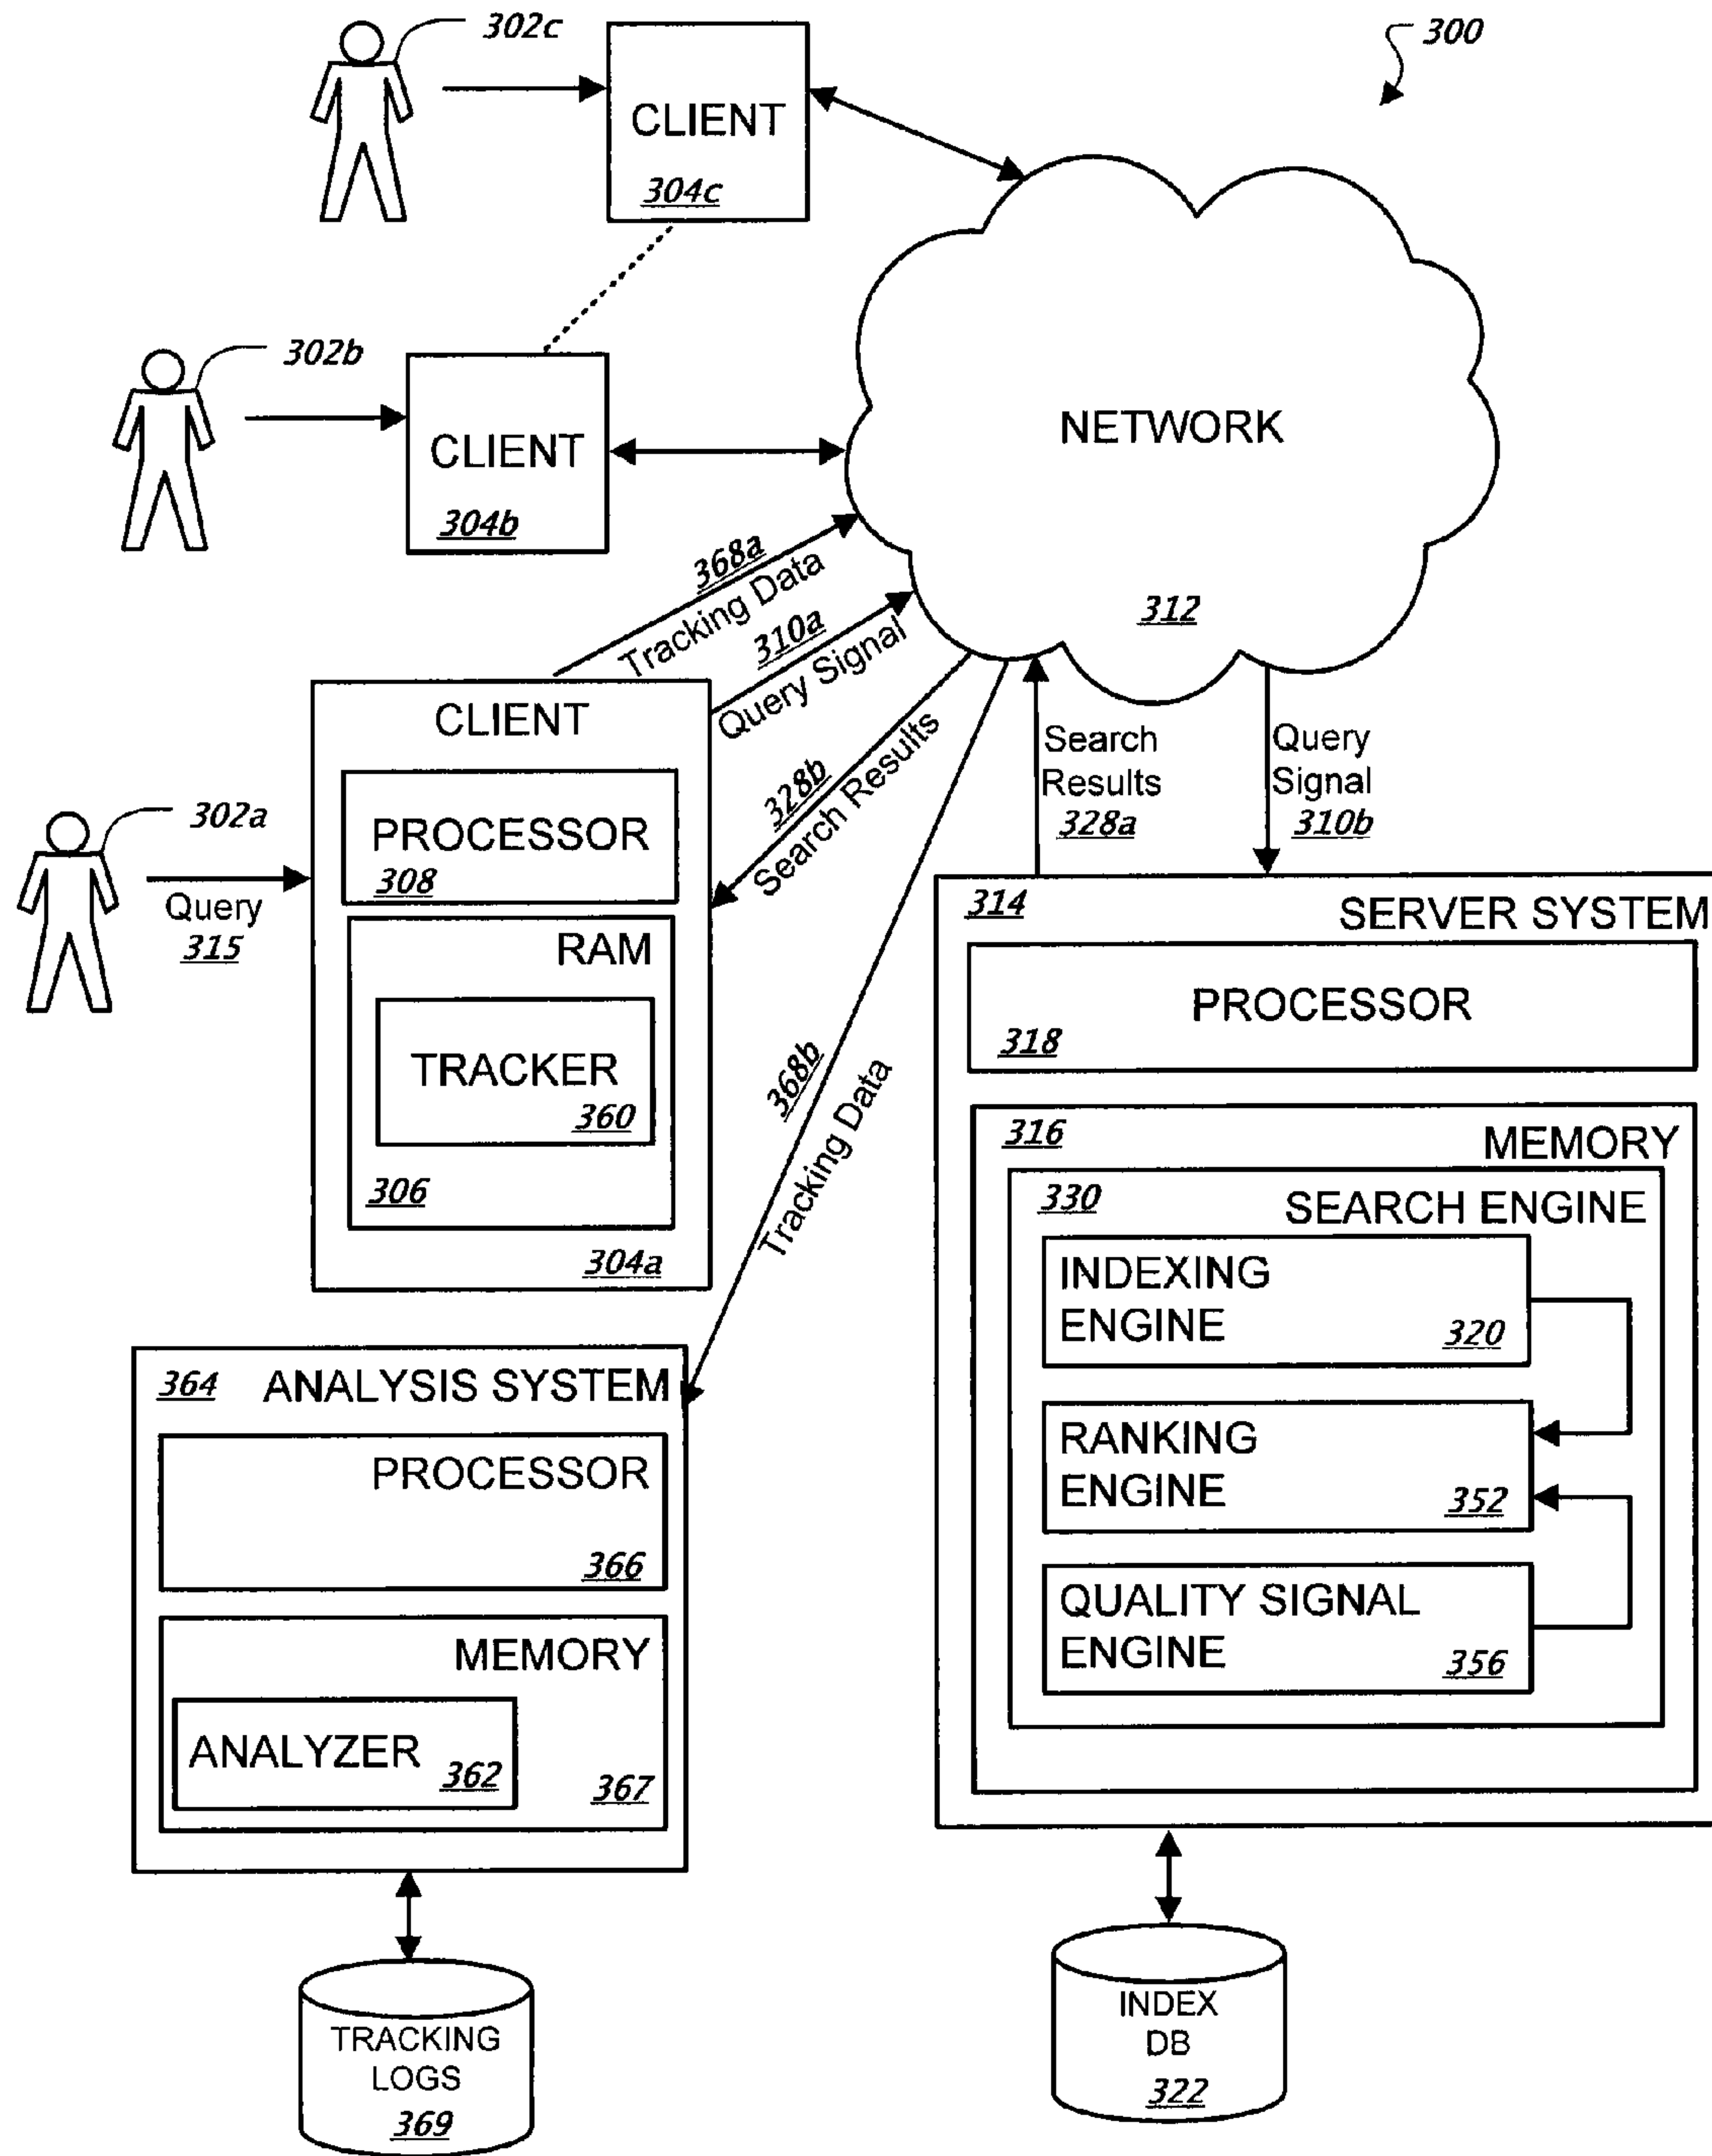 302c
300
CLIENT
304c
302b
CLIENT
304b
NETWORK
312
368a
Tracking Data
310a
Query Signal
328b
Search Results
368b
Tracking Data
Search
Results
328a
Query
Signal
310b
302a
Query
315
CLIENT
PROCESSOR
308
RAM
TRACKER
360
306
304a
314
SERVER SYSTEM
PROCESSOR
318
316
MEMORY
330
SEARCH ENGINE
INDEXING
ENGINE
320
RANKING
ENGINE
352
QUALITY SIGNAL
ENGINE
356
364
ANALYSIS SYSTEM
PROCESSOR
366
MEMORY
ANALYZER
362
367
TRACKING
LOGS
369
INDEX
DB
322